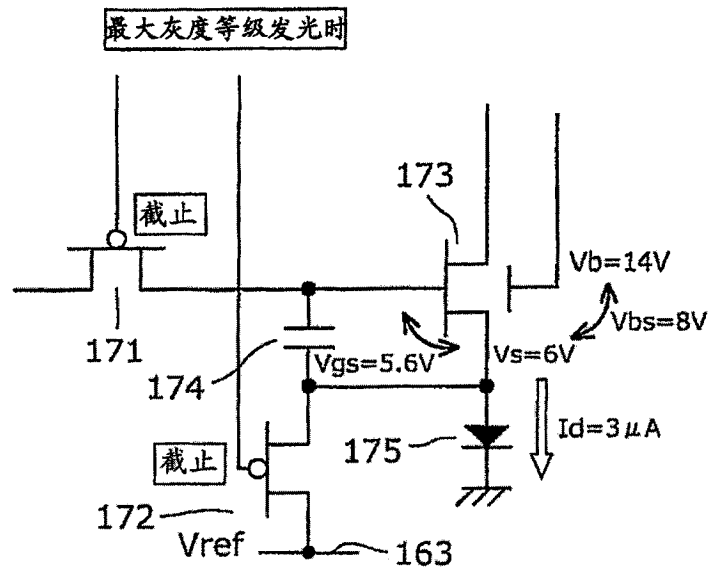 最大灰度等级发光时
173
截止
Vb=14V
Vbs=8V
171
174
Vgs=5.6V
Vs=6V
175
Id=3μA
截止
172
Vref
163